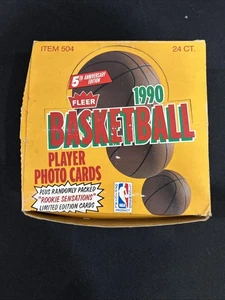 ITEM 504
24 CT.
5TH ANNIVERSARY
EDITION
FLEER
1990
BASKETBALL
PLAYER
PHOTO CARDS
PLUS RANDOMLY PACKED
"ROOKIE SENSATIONS"
LIMITED EDITION CARDS
NBA